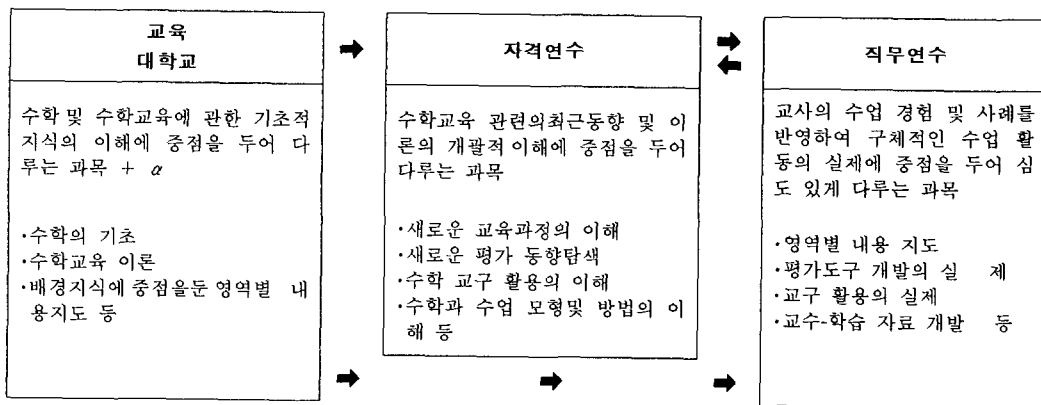 교육
대학교
수학 및 수학교육에 관한 기초적
지식의 이해에 중점을 두어 다
루는 과목 + α
·수학의 기초
·수학교육 이론
·배경지식에 중점을둔 영역별 내
용지도 등
자격연수
수학교육 관련의최근동향 및 이
론의 개괄적 이해에 중점을 두어
다루는 과목
·새로운 교육과정의 이해
·새로운 평가 동향탐색
·수학 교구 활용의 이해
·수학과 수업 모형및 방법의 이
해 등
직무연수
교사의 수업 경험 및 사례를
반영하여 구체적인 수업 활
동의 실제에 중점을 두어 심
도 있게 다루는 과목
·영역별 내용 지도
·평가도구 개발의 실 제
·교구 활용의 실제
·교수-학습 자료 개발 등